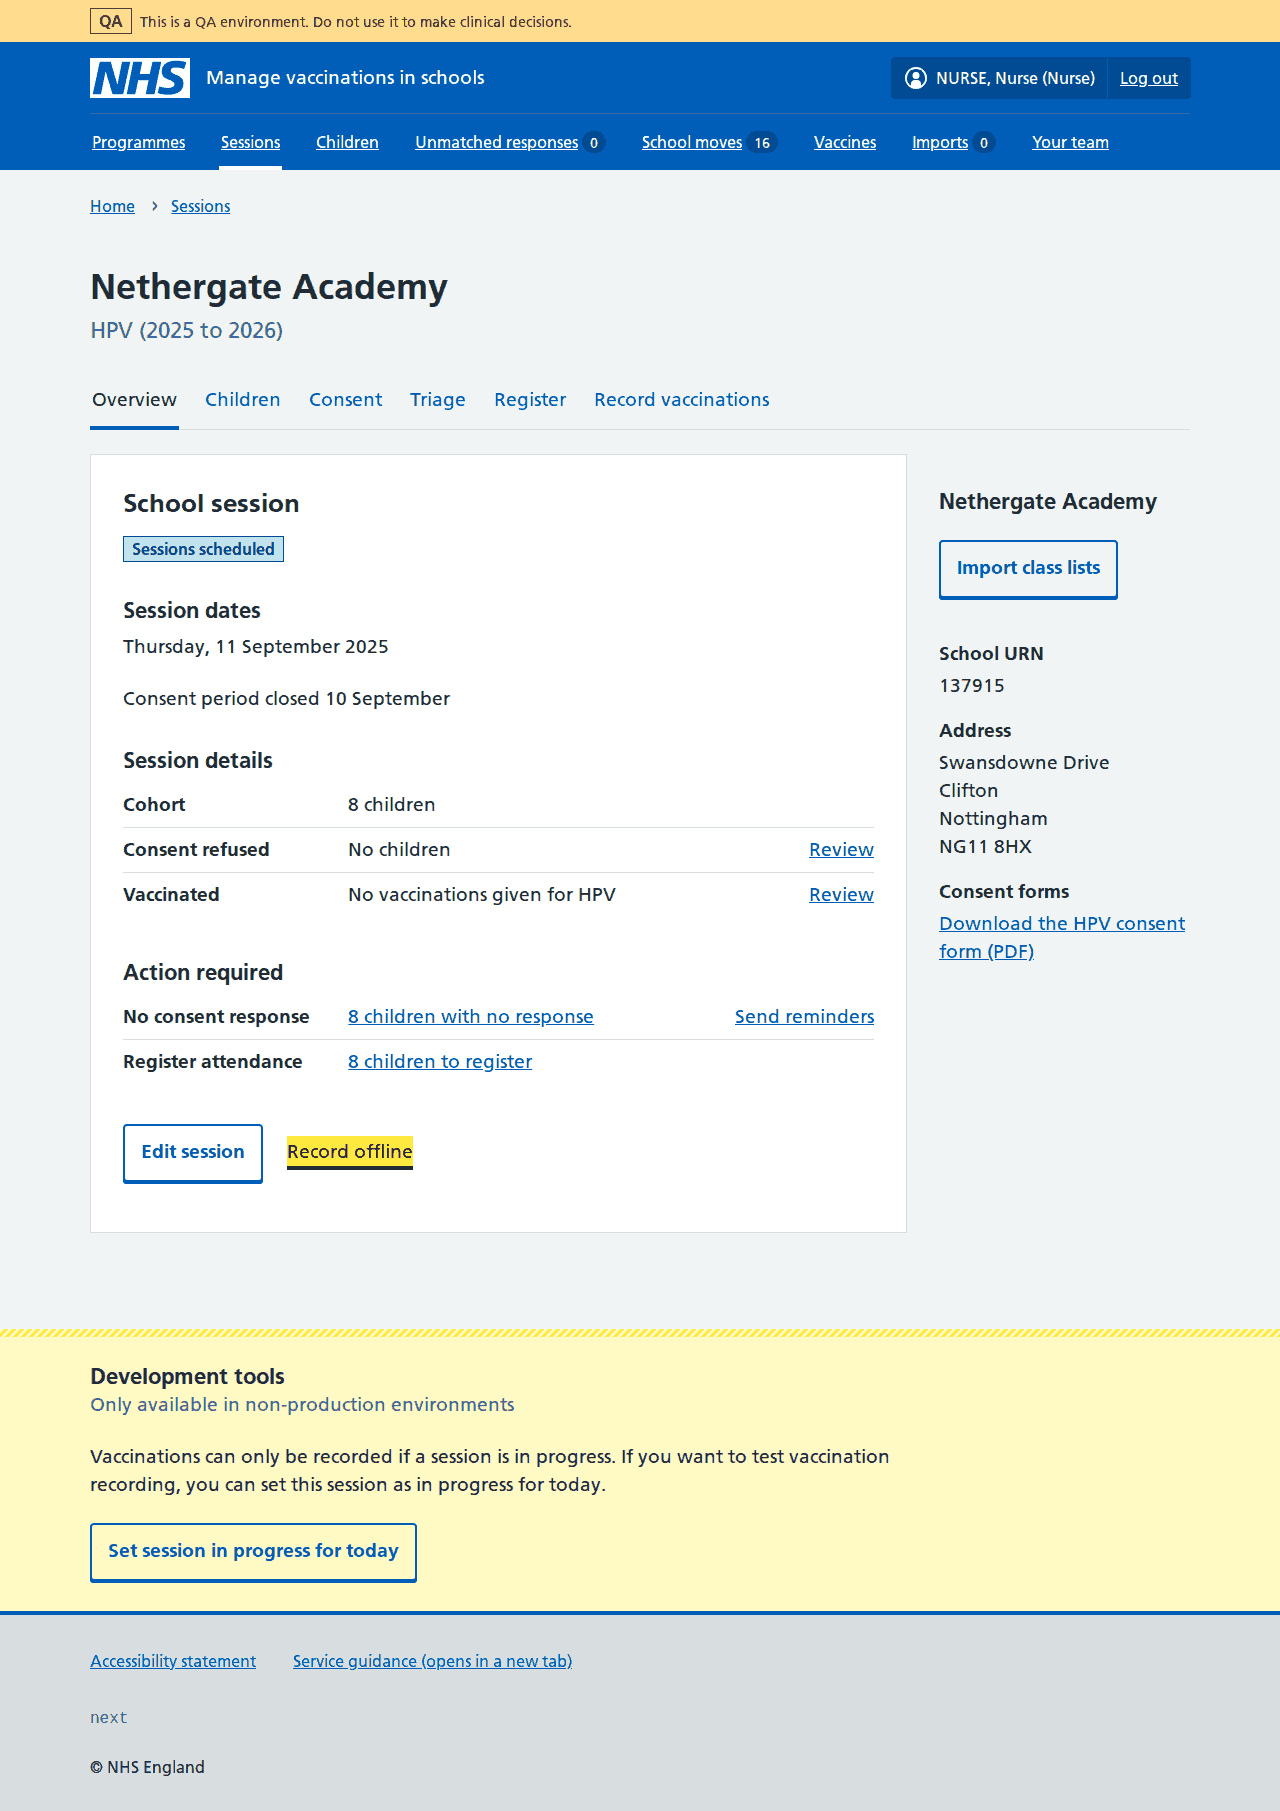 QA This is a QA environment. Do not use it to make clinical decisions.
NHS Manage vaccinations in schools NURSE, Nurse (Nurse) Log out
Programmes Sessions Children Unmatched responses 0 School moves 16 Vaccines Imports 0 Your team
Home › Sessions
Nethergate Academy
HPV (2025 to 2026)
Overview Children Consent Triage Register Record vaccinations
School session
Sessions scheduled
Session dates
Thursday, 11 September 2025
Consent period closed 10 September
Session details
Cohort 8 children
Consent refused No children Review
Vaccinated No vaccinations given for HPV Review
Action required
No consent response 8 children with no response Send reminders
Register attendance 8 children to register
Edit session Record offline
Nethergate Academy
Import class lists
School URN
137915
Address
Swansdowne Drive
Clifton
Nottingham
NG11 8HX
Consent forms
Download the HPV consent
form (PDF)
Development tools
Only available in non-production environments
Vaccinations can only be recorded if a session is in progress. If you want to test vaccination
recording, you can set this session as in progress for today.
Set session in progress for today
Accessibility statement Service guidance (opens in a new tab)
next
© NHS England